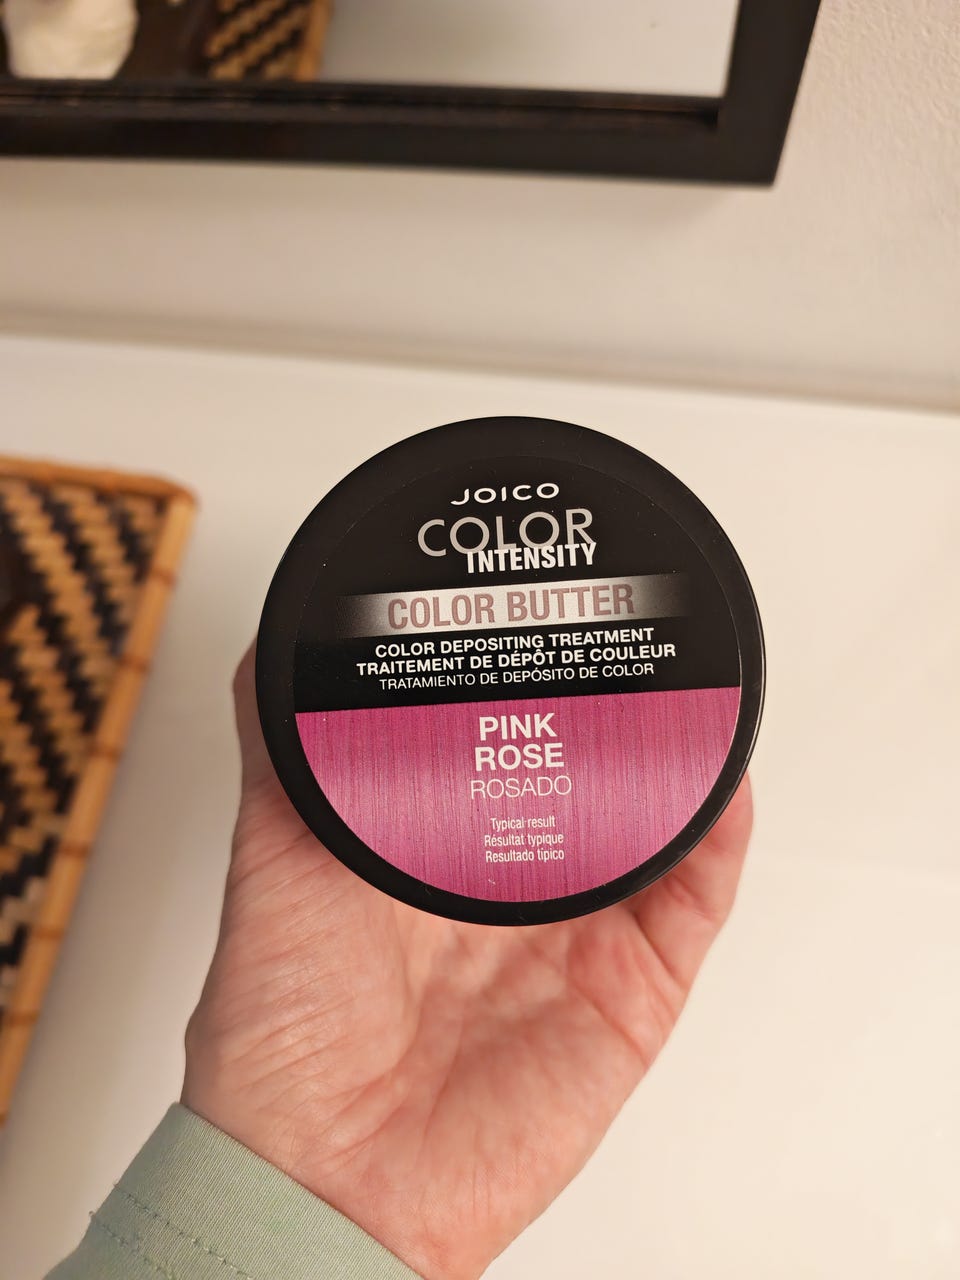 JOICO
COLOR
INTENSITY
COLOR BUTTER
COLOR DEPOSITING TREATMENT
TRAITEMENT DE DÉPÔT DE COULEUR
TRATAMIENTO DE DEPÓSITO DE COLOR
PINK
ROSE
ROSADO
Typical result
Résultat typique
Resultado típico